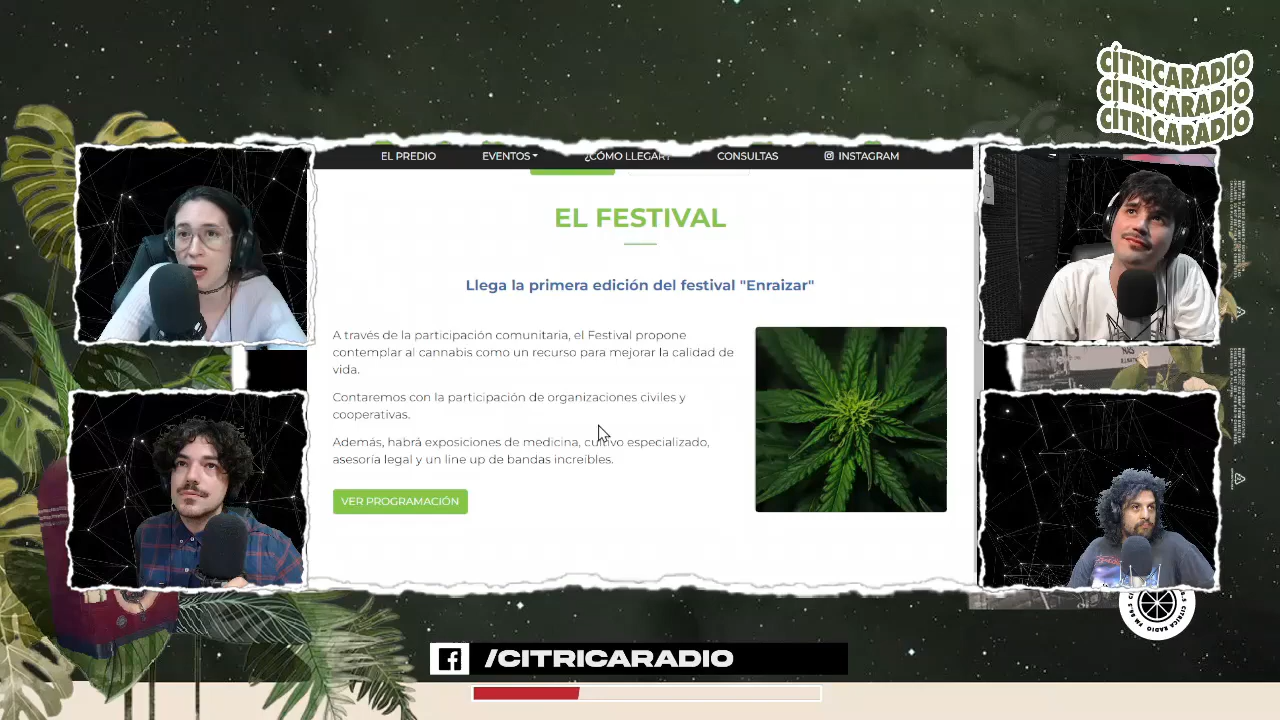 CÍTRICARADIO
CÍTRICARADIO
CÍTRICARADIO
EL PREDIO
EVENTOS
¿CÓMO LLEGAR?
CONSULTAS
INSTAGRAM
EL FESTIVAL
Llega la primera edición del festival "Enraizar"
A través de la participación comunitaria, el Festival propone
contemplar al cannabis como un recurso para mejorar la calidad de
vida.
Contaremos con la participación de organizaciones civiles y
cooperativas.
Además, habrá exposiciones de medicina, cultivo especializado,
asesoría legal y un line up de bandas increíbles.
VER PROGRAMACIÓN
/CITRICARADIO